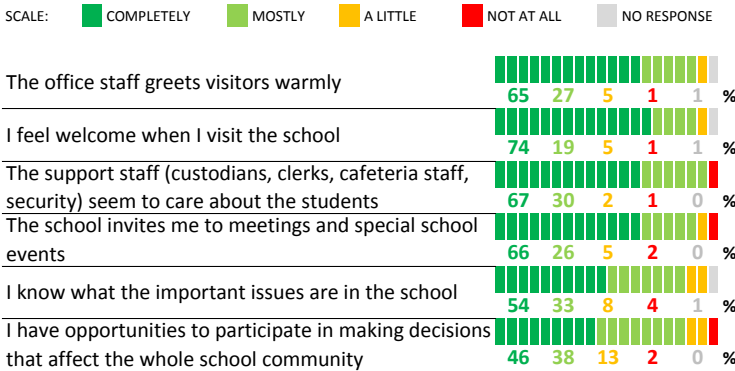 SCALE: COMPLETELY MOSTLY A LITTLE NOT AT ALL NO RESPONSE
The office staff greets visitors warmly
65 27 5 1 1 %
I feel welcome when I visit the school
74 19 5 1 1 %
The support staff (custodians, clerks, cafeteria staff,
security) seem to care about the students
67 30 2 1 0 %
The school invites me to meetings and special school
events
66 26 5 2 0 %
I know what the important issues are in the school
54 33 8 4 1 %
I have opportunities to participate in making decisions
that affect the whole school community
46 38 13 2 0 %